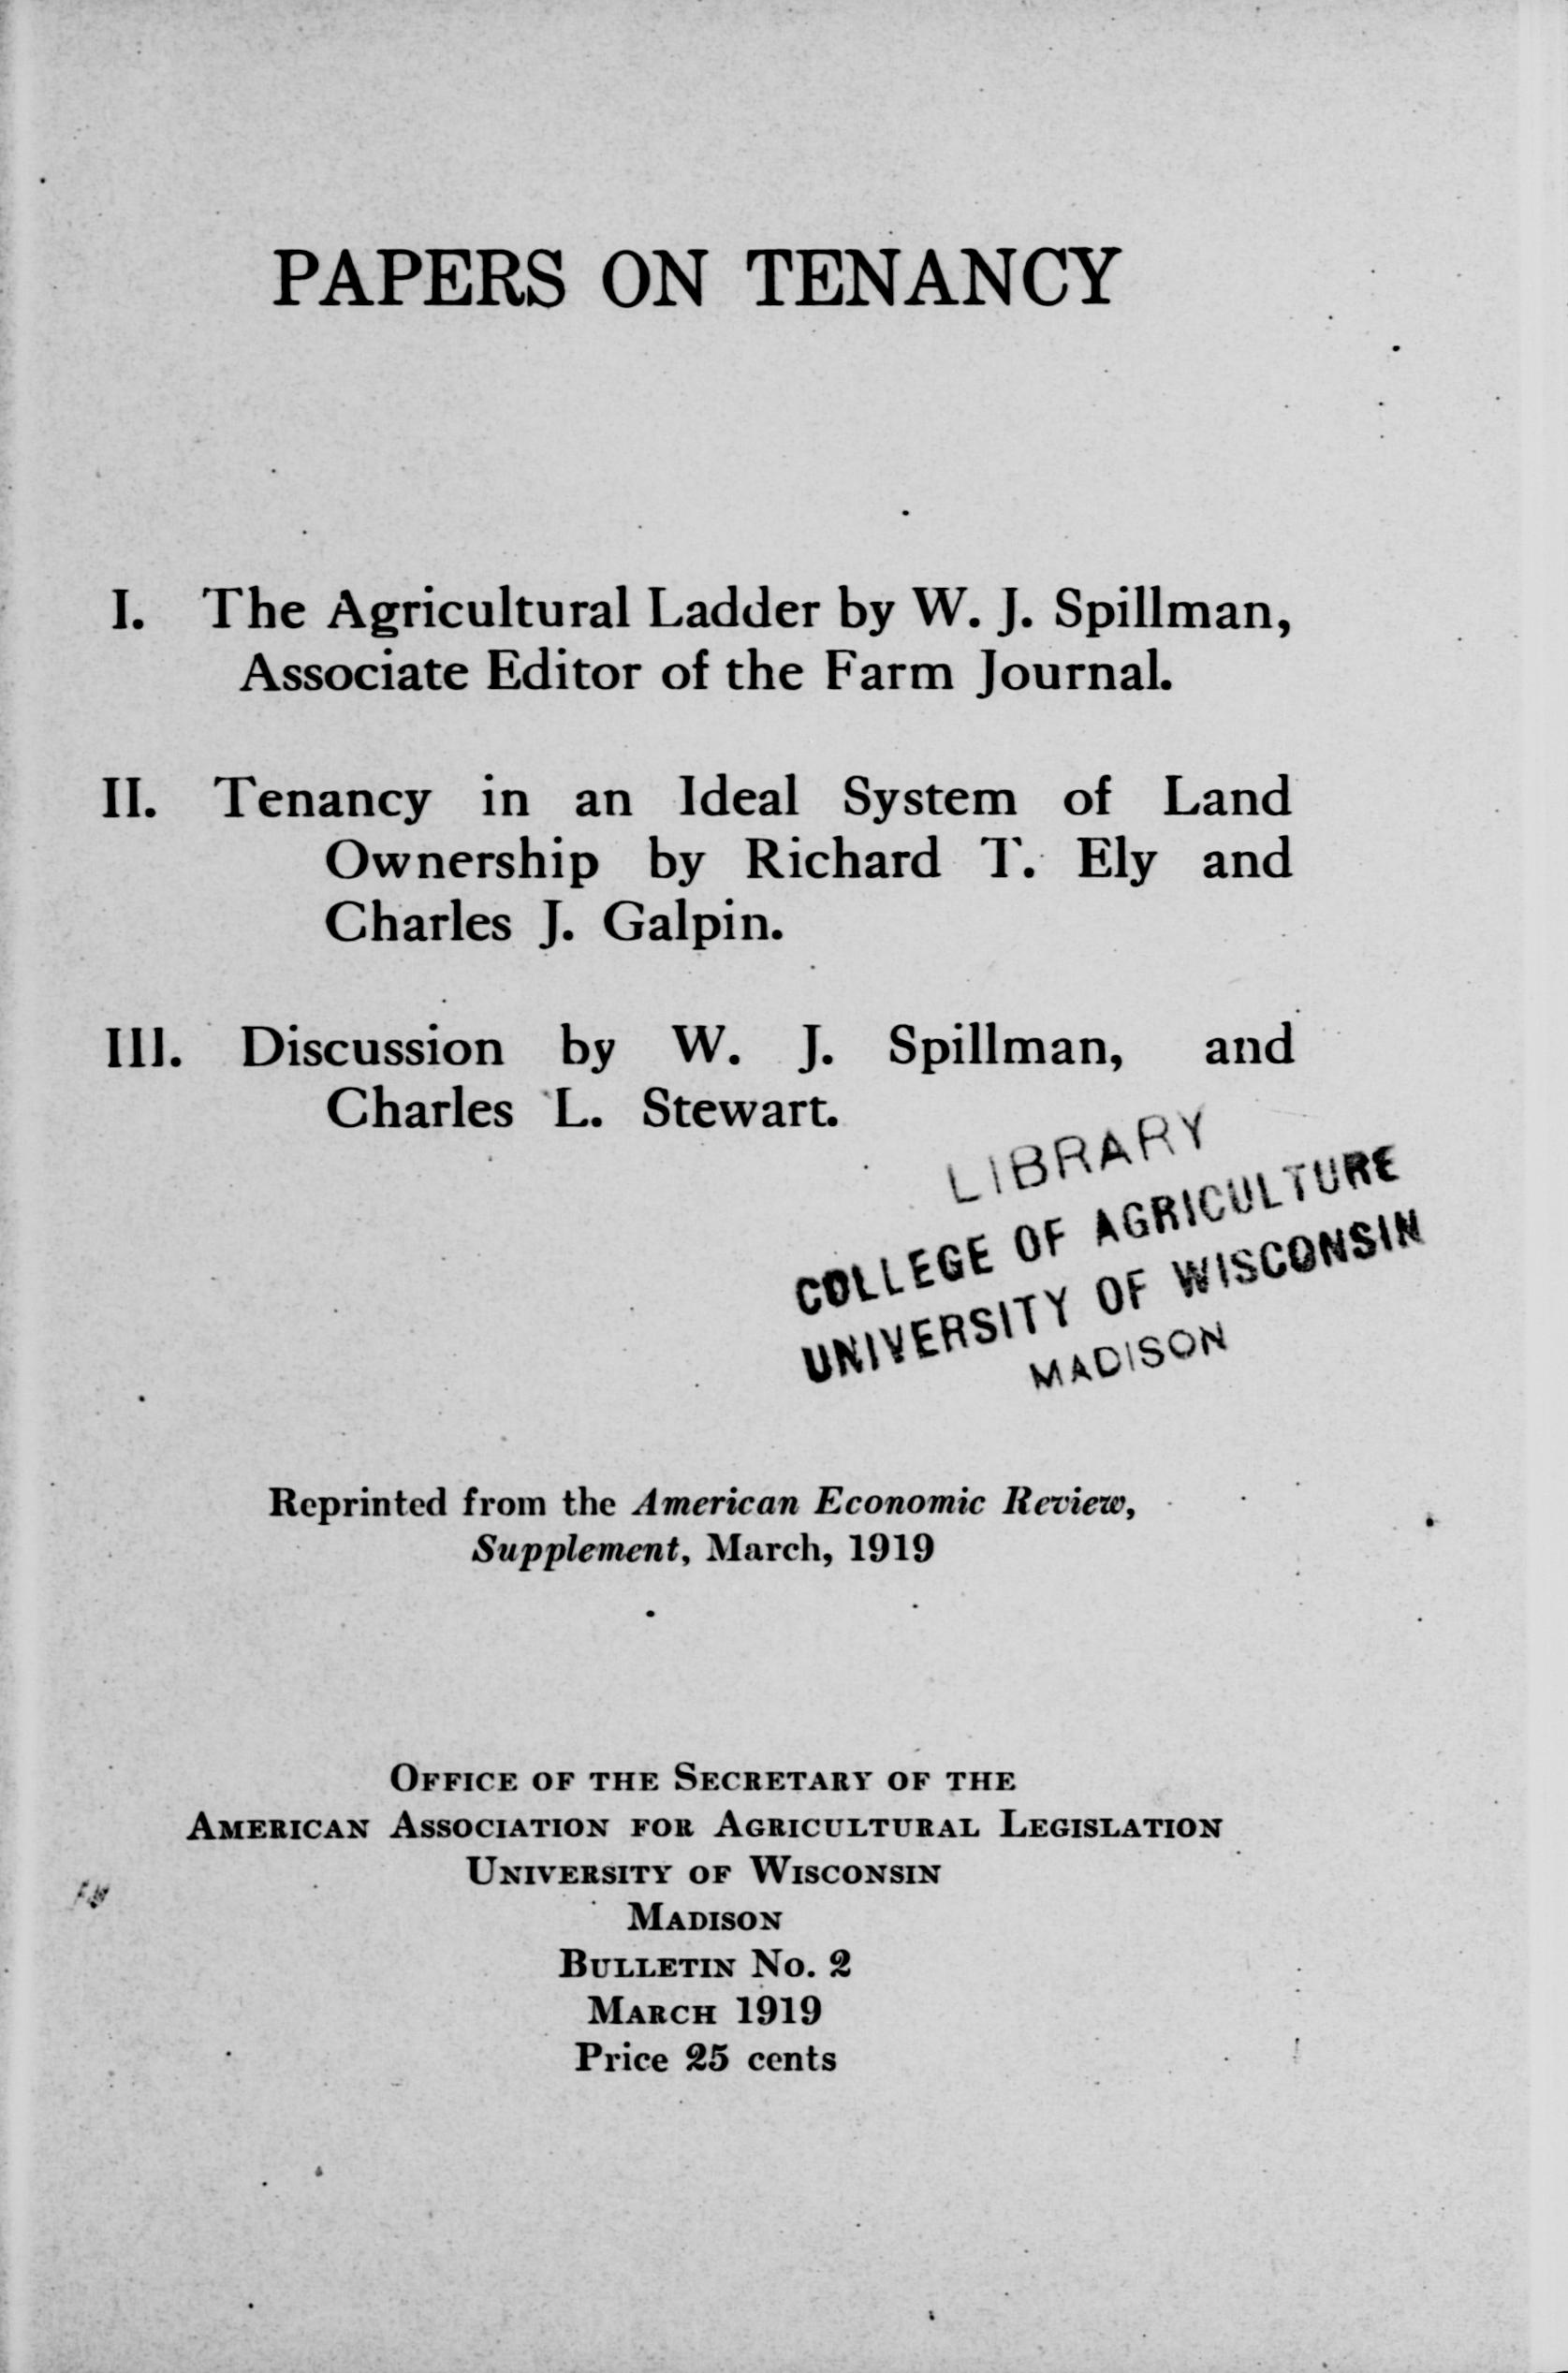 PAPERS ON TENANCY
I. The Agricultural Ladder by W. J. Spillman,
Associate Editor of the Farm Journal.
II. Tenancy in an Ideal System of Land
Ownership by Richard T. Ely and
Charles J. Galpin.
III. Discussion by W. J. Spillman, and
Charles L. Stewart.
LIBRARY
COLLEGE OF AGRICULTURE
UNIVERSITY OF WISCONSIN
MADISON
Reprinted from the American Economic Review,
Supplement, March, 1919
OFFICE OF THE SECRETARY OF THE
AMERICAN ASSOCIATION FOR AGRICULTURAL LEGISLATION
UNIVERSITY OF WISCONSIN
MADISON
BULLETIN NO. 2
MARCH 1919
Price 25 cents